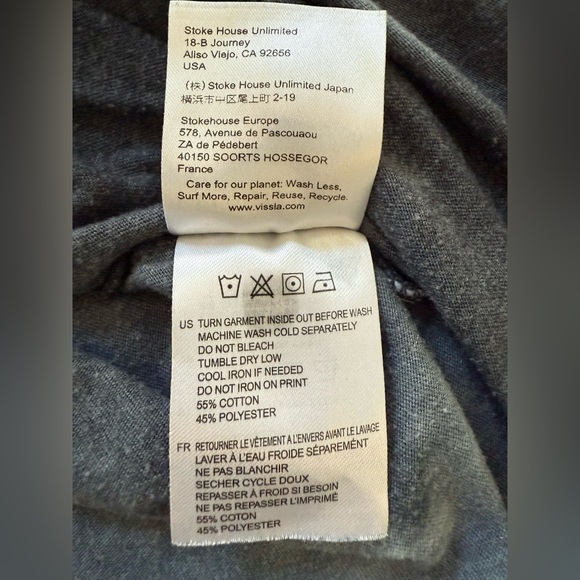 Stoke House Unlimited
18-B Journey
Aliso Viejo, CA 92656
USA
(株) Stoke House Unlimited Japan
横浜市中区尾上町 2-19
Stokehouse Europe
578, Avenue de Pascouaou
ZA de Pédebert
40150 SOORTS HOSSEGOR
France
Care for our planet: Wash Less,
Surf More, Repair, Reuse, Recycle.
www.vissla.com
US TURN GARMENT INSIDE OUT BEFORE WASH
MACHINE WASH COLD SEPARATELY
DO NOT BLEACH
TUMBLE DRY LOW
COOL IRON IF NEEDED
DO NOT IRON ON PRINT
55% COTTON
45% POLYESTER
FR RETOURNER LE VÊTEMENT A L'ENVERS AVANT LE LAVAGE
LAVER À L'EAU FROIDE SÉPARÉMENT
NE PAS BLANCHIR
SECHER CYCLE DOUX
REPASSER À FROID SI BESOIN
NE PAS REPASSER L'IMPRIMÉ
55% COTON
45% POLYESTER